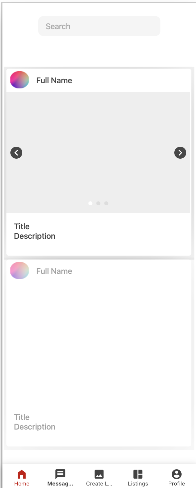 Search
Full Name
Title
Description
Full Name
Title
Description
Home
Messag...
Create L...
Listings
Profile